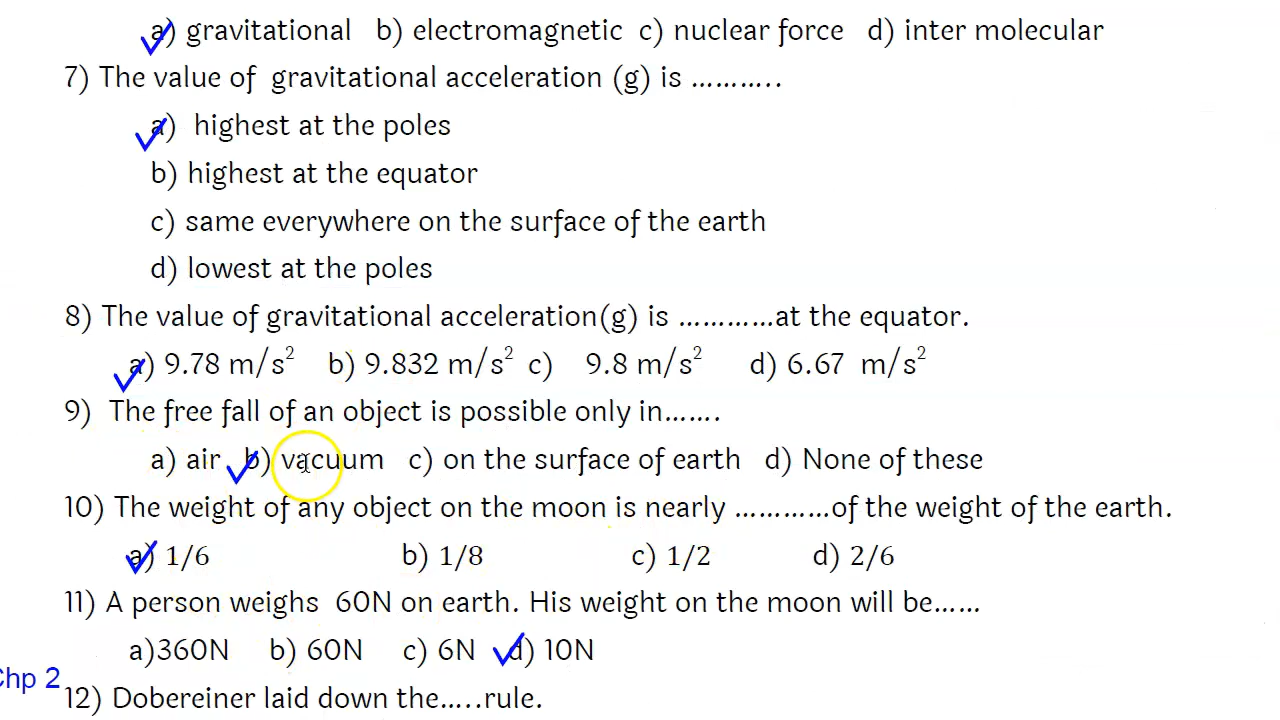 a) gravitational b) electromagnetic c) nuclear force d) inter molecular
7) The value of gravitational acceleration (g) is ………..
a) highest at the poles
b) highest at the equator
c) same everywhere on the surface of the earth
d) lowest at the poles
8) The value of gravitational acceleration(g) is …………at the equator.
a) 9.78 m/s² b) 9.832 m/s² c) 9.8 m/s² d) 6.67 m/s²
9) The free fall of an object is possible only in…….
a) air b) vacuum c) on the surface of earth d) None of these
10) The weight of any object on the moon is nearly …………of the weight of the earth.
a) 1/6 b) 1/8 c) 1/2 d) 2/6
11) A person weighs 60N on earth. His weight on the moon will be……
a)360N b) 60N c) 6N d) 10N
Chp 2
12) Dobereiner laid down the…..rule.